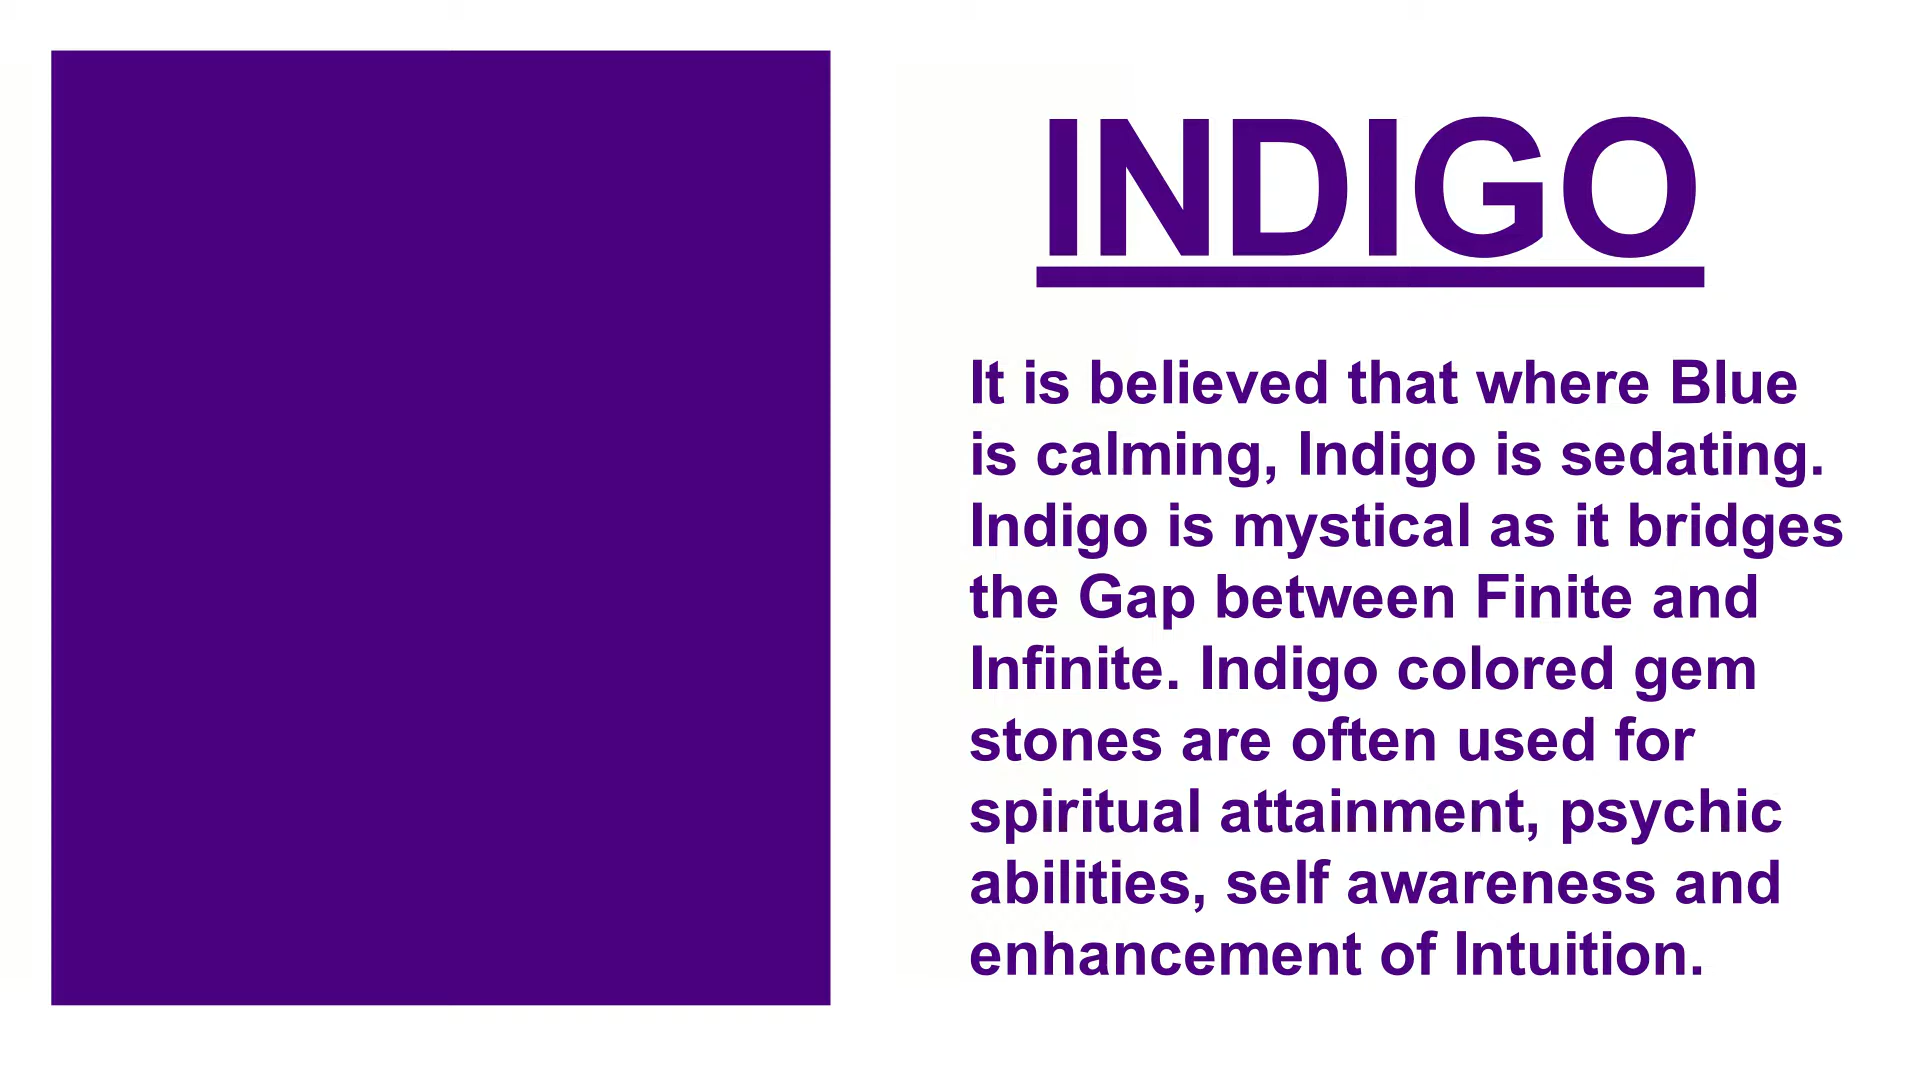 INDIGO
It is believed that where Blue
is calming, Indigo is sedating.
Indigo is mystical as it bridges
the Gap between Finite and
Infinite. Indigo colored gem
stones are often used for
spiritual attainment, psychic
abilities, self awareness and
enhancement of Intuition.